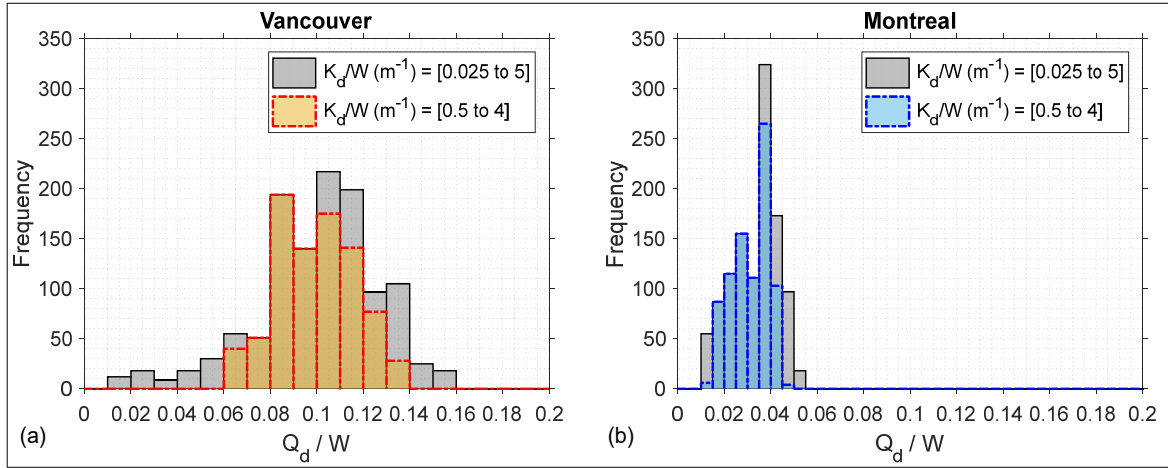 Vancouver
350
300
250
200
150
100
50
0
Frequency
K_d/W (m^-1) = [0.025 to 5]
K_d/W (m^-1) = [0.5 to 4]
0 0.02 0.04 0.06 0.08 0.1 0.12 0.14 0.16 0.2
Q_d / W
(a)
Montreal
350
300
250
200
150
100
50
0
Frequency
K_d/W (m^-1) = [0.025 to 5]
K_d/W (m^-1) = [0.5 to 4]
0 0.02 0.04 0.06 0.08 0.1 0.12 0.14 0.16 0.2
Q_d / W
(b)